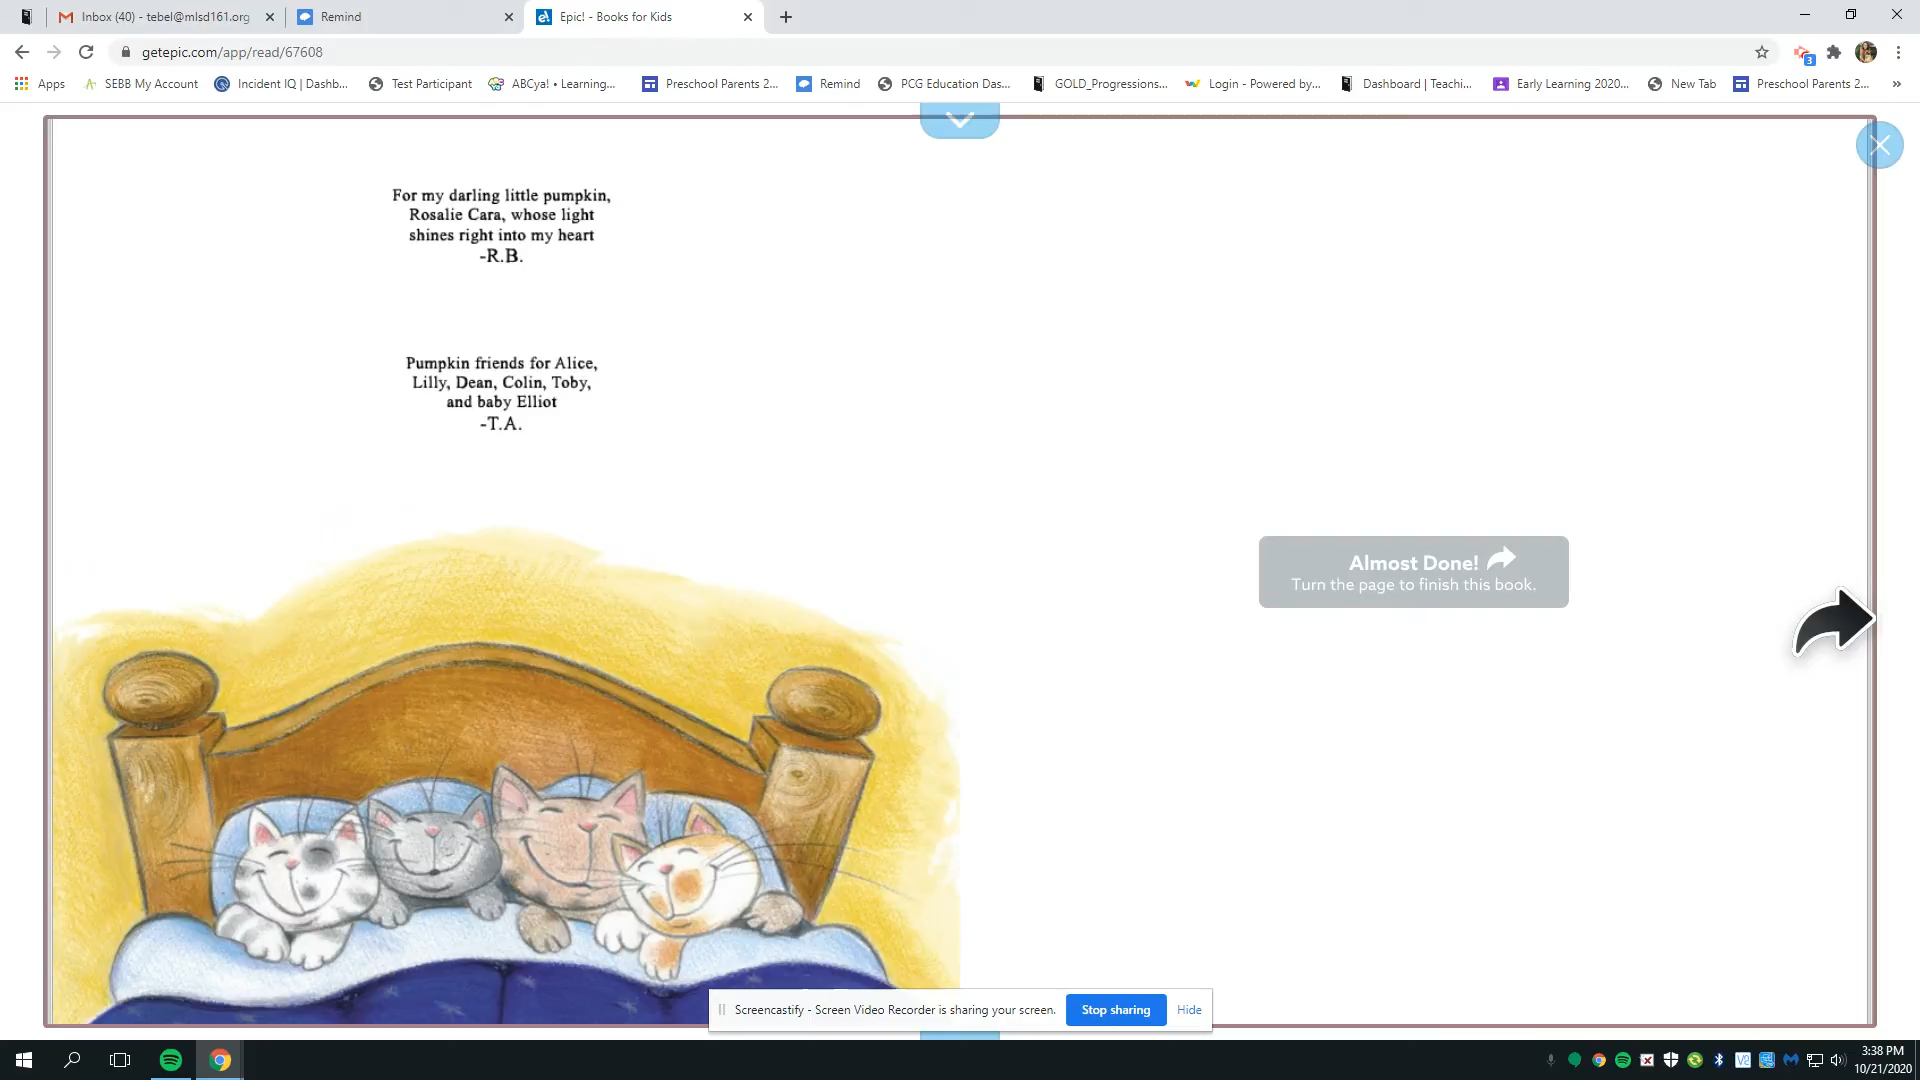 Inbox (40) - tebel@mlsd161.org
Remind
Epic! - Books for Kids
getepic.com/app/read/67608
3
Apps
SEBB My Account
Incident IQ | Dashb...
Test Participant
ABCya! • Learning...
Preschool Parents 2...
Remind
PCG Education Das...
GOLD_Progressions...
Login - Powered by...
Dashboard | Teachi...
Early Learning 2020...
New Tab
Preschool Parents 2...
For my darling little pumpkin,
Rosalie Cara, whose light
shines right into my heart
-R.B.
Pumpkin friends for Alice,
Lilly, Dean, Colin, Toby,
and baby Elliot
-T.A.
Almost Done!
Turn the page to finish this book.
Screencastify - Screen Video Recorder is sharing your screen.
Stop sharing
Hide
3:38 PM
10/21/2020